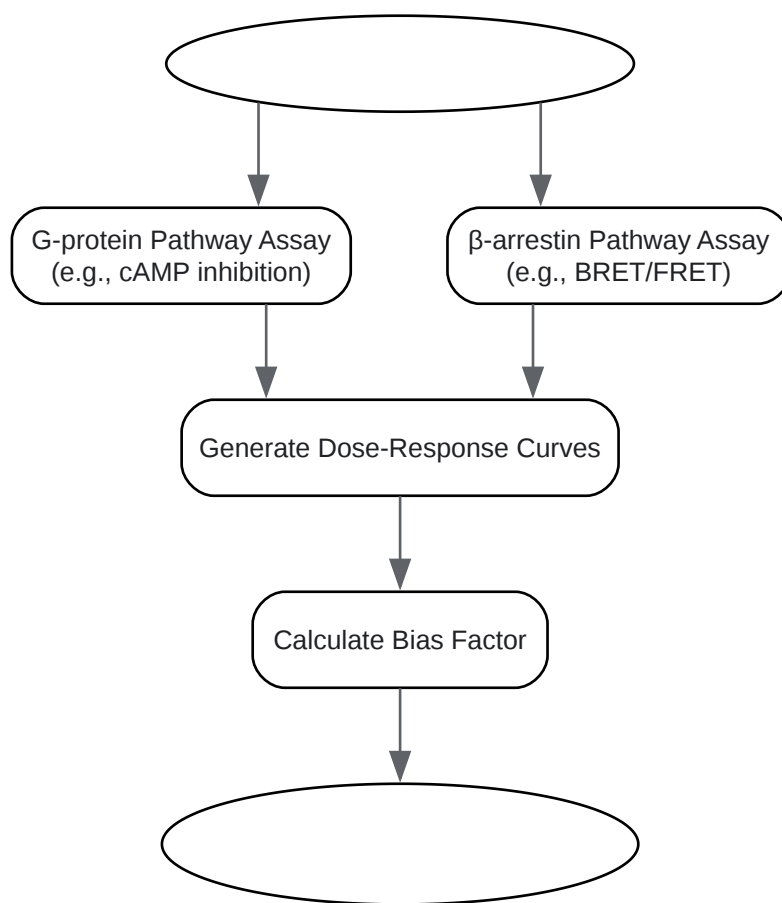 G-protein Pathway Assay
(e.g., cAMP inhibition)
β-arrestin Pathway Assay
(e.g., BRET/FRET)
Generate Dose-Response Curves
Calculate Bias Factor